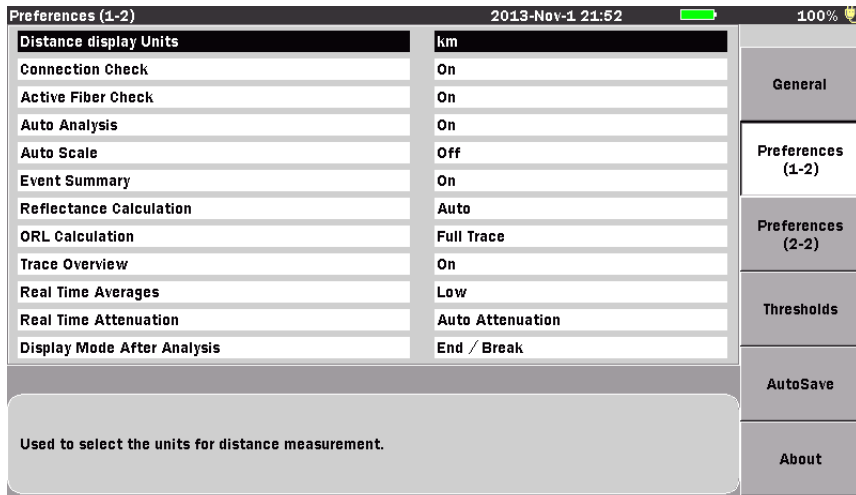 Preferences (1-2) 2013-Nov-1 21:52 100%
Distance display Units km
Connection Check On
Active Fiber Check On
Auto Analysis On
Auto Scale Off
Event Summary On
Reflectance Calculation Auto
ORL Calculation Full Trace
Trace Overview On
Real Time Averages Low
Real Time Attenuation Auto Attenuation
Display Mode After Analysis End / Break
Used to select the units for distance measurement.
General
Preferences
(1-2)
Preferences
(2-2)
Thresholds
AutoSave
About